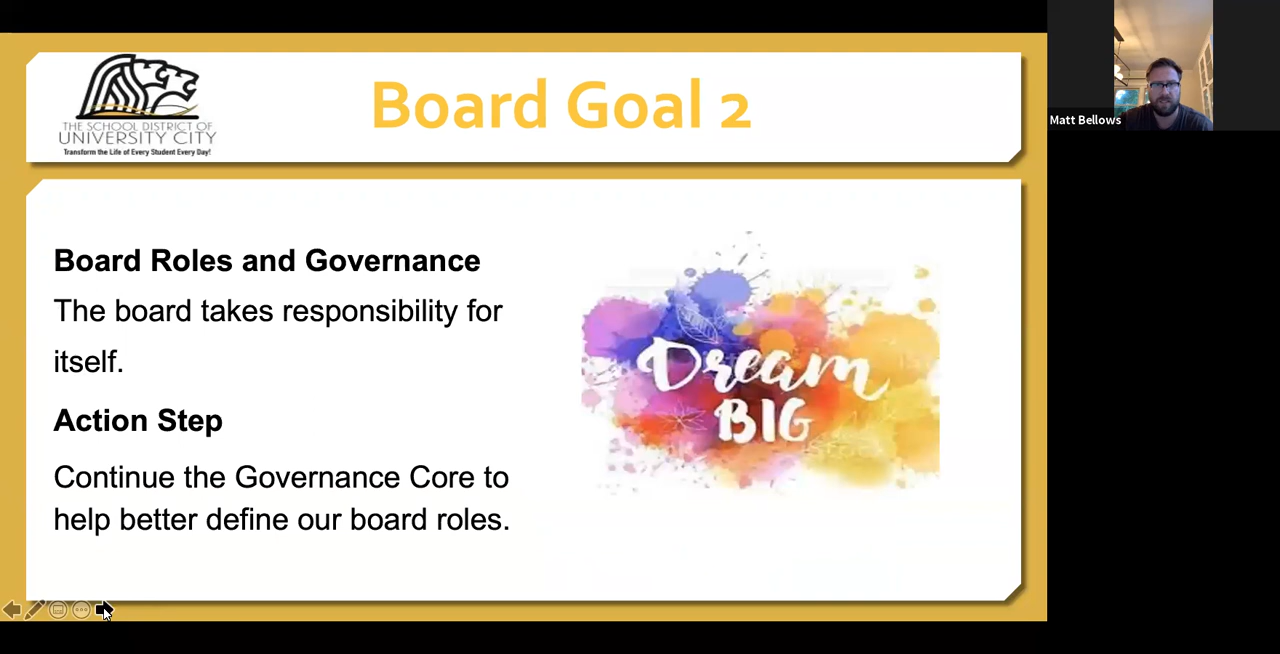 THE SCHOOL DISTRICT OF
UNIVERSITY CITY
Transform the Life of Every Student Every Day!
Board Goal 2
Matt Bellows
Board Roles and Governance
The board takes responsibility for
itself.
Action Step
Continue the Governance Core to
help better define our board roles.
Dream
BIG